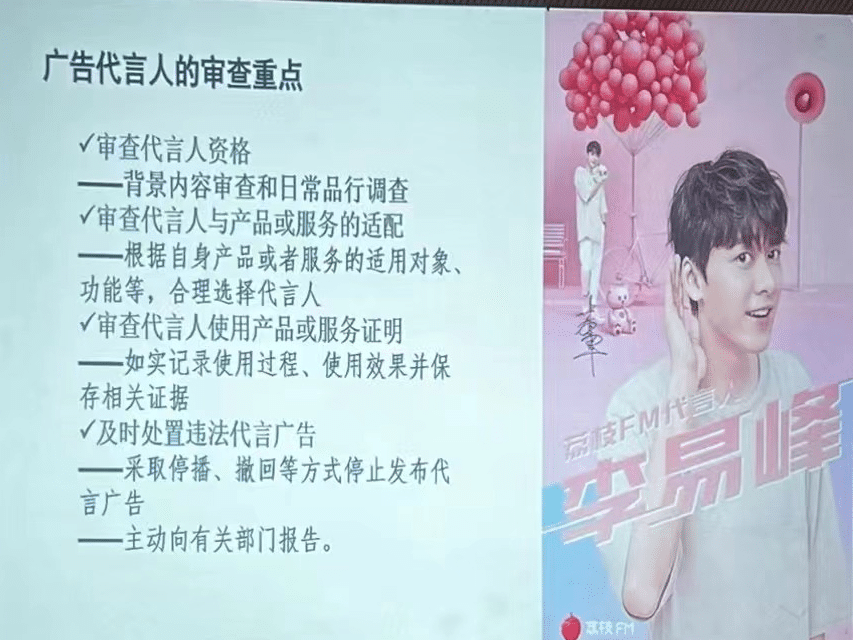 广告代言人的审查重点
✓审查代言人资格
——背景内容审查和日常品行调查
✓审查代言人与产品或服务的适配
——根据自身产品或者服务的适用对象、
功能等，合理选择代言人
✓审查代言人使用产品或服务证明
——如实记录使用过程、使用效果并保
存相关证据
✓及时处置违法代言广告
——采取停播、撤回等方式停止发布代
言广告
——主动向有关部门报告。
荔枝FM代言人
李易峰
荔枝FM